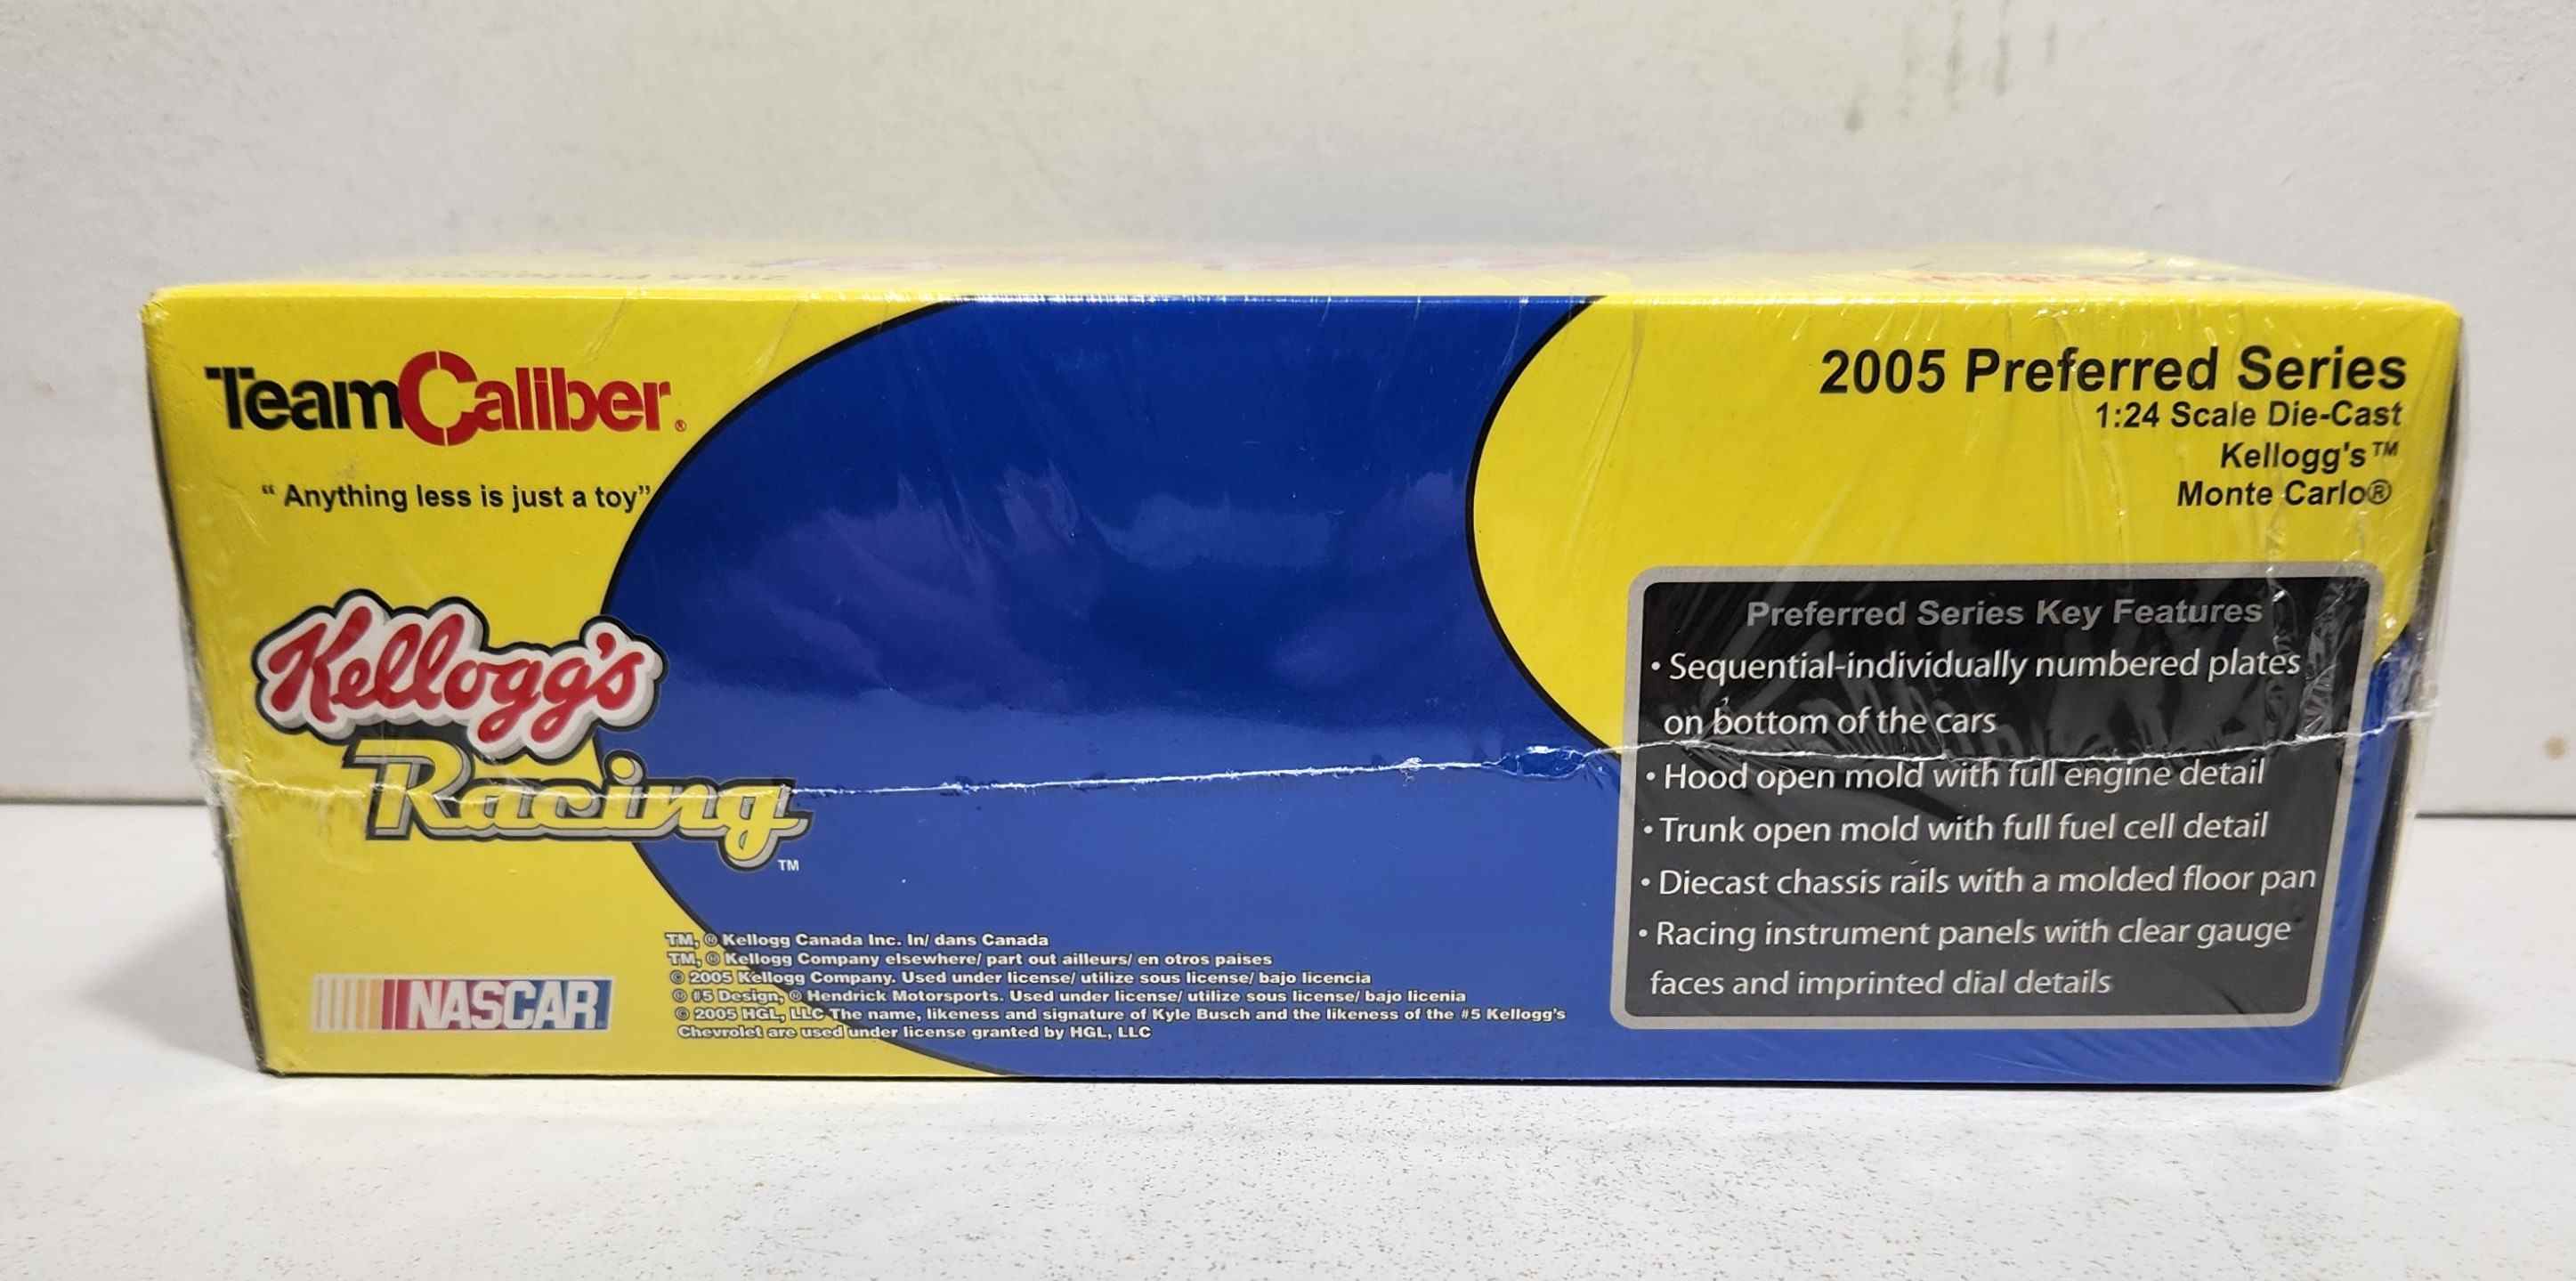 TeamCaliber®
“ Anything less is just a toy”
Kellogg's
Racing
TM
NASCAR
2005 Preferred Series
1:24 Scale Die-Cast
Kellogg's™
Monte Carlo®
Preferred Series Key Features
• Sequential-individually numbered plates
on bottom of the cars
• Hood open mold with full engine detail
• Trunk open mold with full fuel cell detail
• Diecast chassis rails with a molded floor pan
• Racing instrument panels with clear gauge
faces and imprinted dial details
TM, ® Kellogg Canada Inc. In/ dans Canada
TM, ® Kellogg Company elsewhere/ part out ailleurs/ en otros paises
© 2005 Kellogg Company. Used under license/ utilize sous license/ bajo licencia
® #5 Design, ® Hendrick Motorsports. Used under license/ utilize sous license/ bajo licenia
© 2005 HGL, LLC The name, likeness and signature of Kyle Busch and the likeness of the #5 Kellogg's
Chevrolet are used under license granted by HGL, LLC